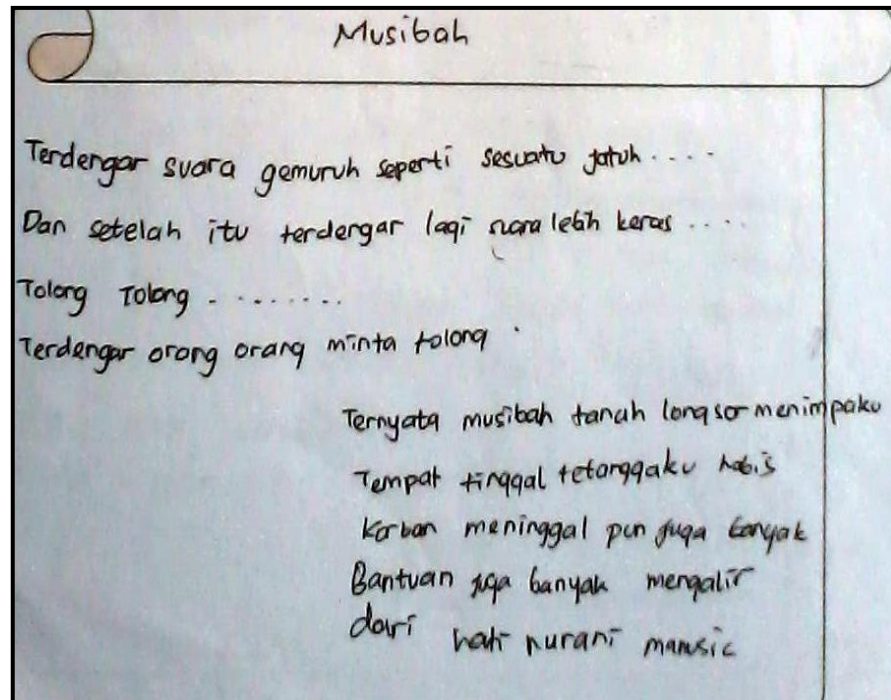 Musibah
Terdengar suara gemuruh seperti sesuatu jatuh ....
Dan setelah itu terdengar lagi suara lebih keras ....
Tolong Tolong ........
Terdengar orang orang minta tolong.
Ternyata musibah tanah longsor menimpaku
Tempat tinggal tetanggaku habis
Korban meninggal pun juga banyak
Bantuan juga banyak mengalir
dari hati nurani manusia